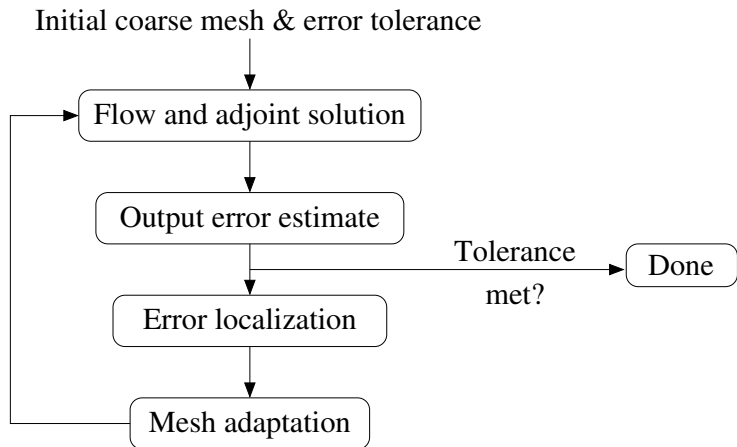 Initial coarse mesh & error tolerance
Flow and adjoint solution
Output error estimate
Tolerance
met?
Done
Error localization
Mesh adaptation